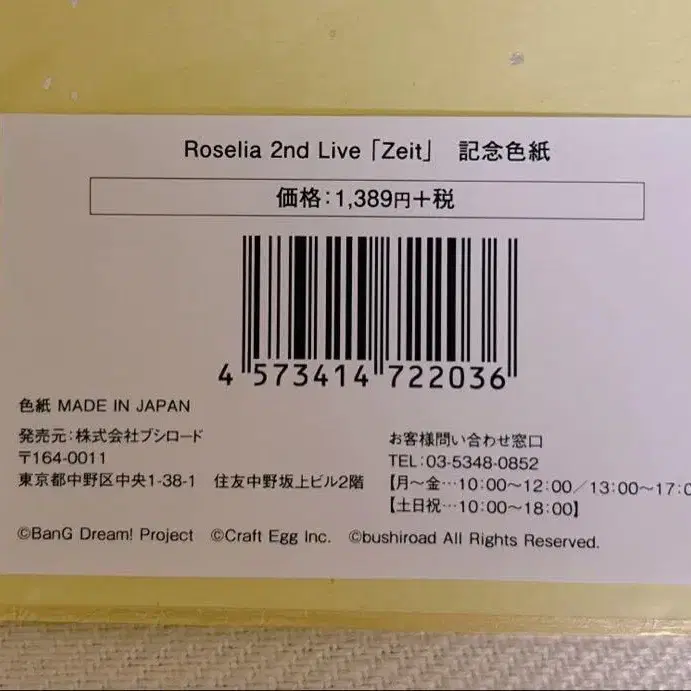 Roselia 2nd Live「Zeit」 記念色紙
価格：1,389円＋税
4 573414 722036
色紙 MADE IN JAPAN
発売元：株式会社ブシロード
〒164-0011
東京都中野区中央1-38-1 住友中野坂上ビル2階
お客様問い合わせ窓口
TEL：03-5348-0852
【月〜金…10:00〜12:00／13:00〜17:0
【土日祝…10:00〜18:00】
©BanG Dream! Project ©Craft Egg Inc. ©bushiroad All Rights Reserved.